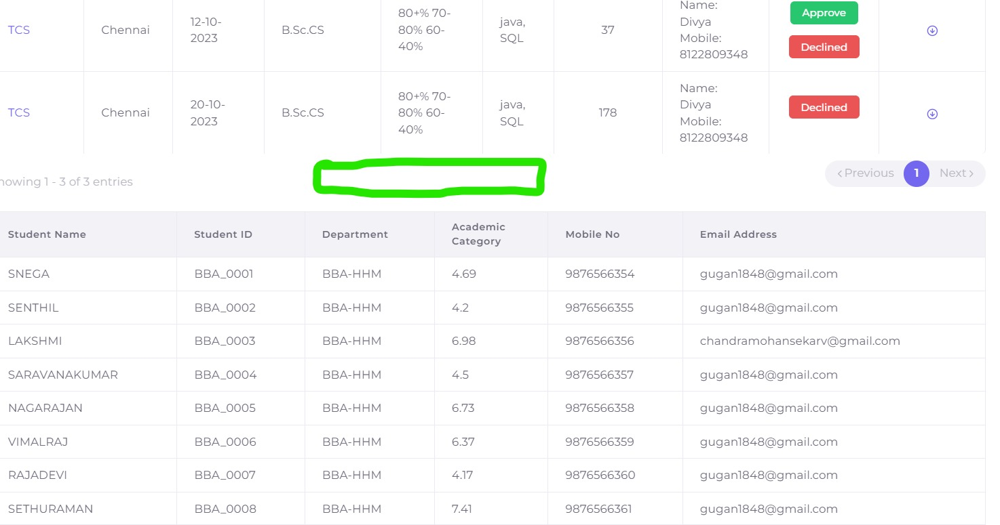 TCS Chennai 12-10-2023 B.Sc.CS 80+% 70-80% 60-40% java, SQL 37 Name: Divya Mobile: 8122809348 Approve Declined
TCS Chennai 20-10-2023 B.Sc.CS 80+% 70-80% 60-40% java, SQL 178 Name: Divya Mobile: 8122809348 Declined
howing 1 - 3 of 3 entries
Previous 1 Next
Student Name Student ID Department Academic Category Mobile No Email Address
SNEGA BBA_0001 BBA-HHM 4.69 9876566354 gugan1848@gmail.com
SENTHIL BBA_0002 BBA-HHM 4.2 9876566355 gugan1848@gmail.com
LAKSHMI BBA_0003 BBA-HHM 6.98 9876566356 chandramohansekarv@gmail.com
SARAVANAKUMAR BBA_0004 BBA-HHM 4.5 9876566357 gugan1848@gmail.com
NAGARAJAN BBA_0005 BBA-HHM 6.73 9876566358 gugan1848@gmail.com
VIMALRAJ BBA_0006 BBA-HHM 6.37 9876566359 gugan1848@gmail.com
RAJADEVI BBA_0007 BBA-HHM 4.17 9876566360 gugan1848@gmail.com
SETHURAMAN BBA_0008 BBA-HHM 7.41 9876566361 gugan1848@gmail.com